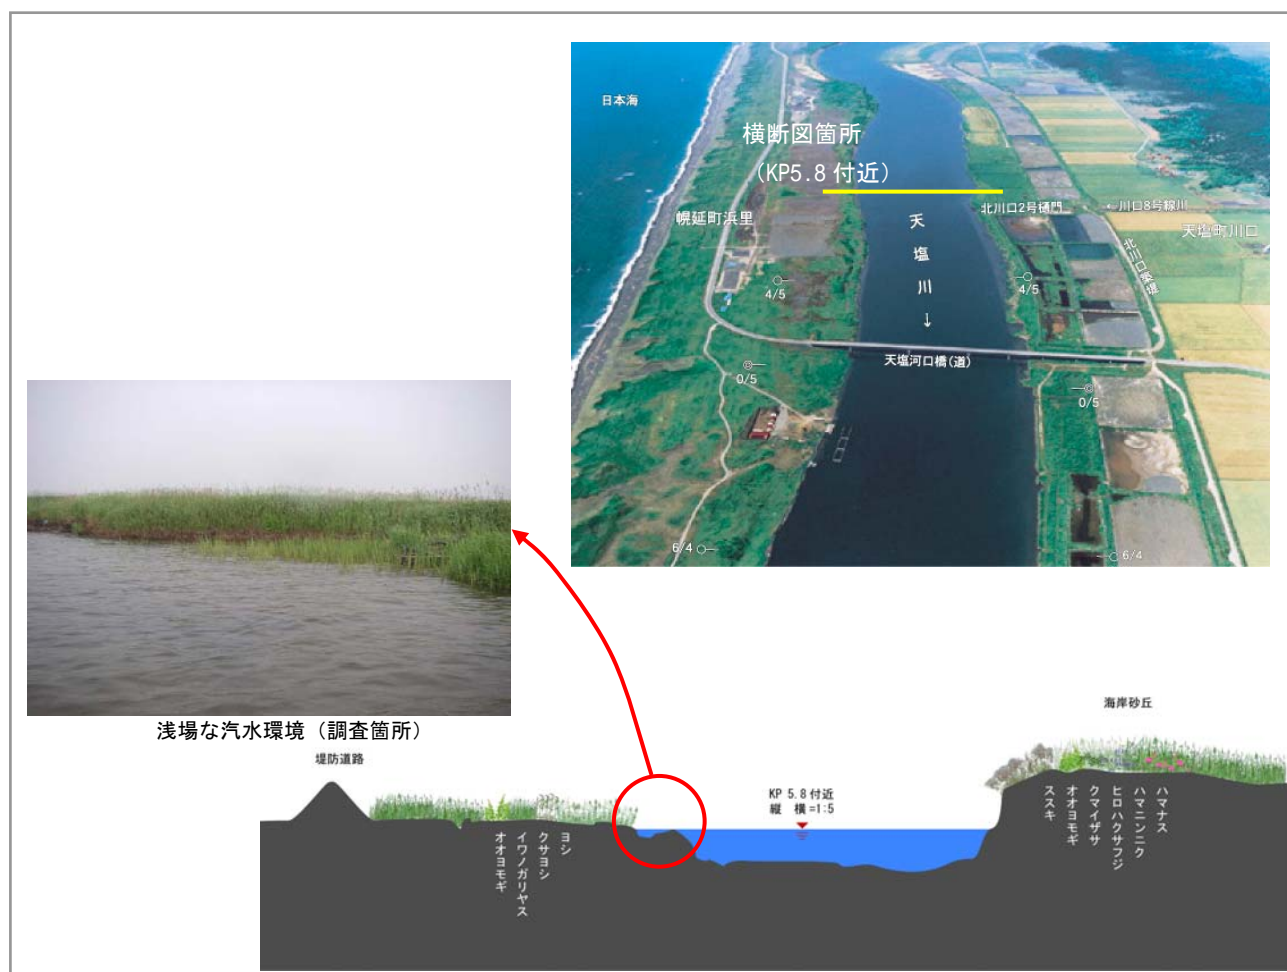 日本海
横断図箇所
(KP5.8 付近)
幌延町浜里
天塩川↓
北川口2号樋門
川口8号線川
天塩町川口
北川口築堤
4/5
4/5
天塩河口橋(道)
0/5
0/5
6/4
6/4
浅場な汽水環境（調査箇所）
堤防道路
海岸砂丘
KP 5.8 付近
縦 横=1:5
ヨシ
クサヨシ
イワノガリヤス
オオヨモギ
ハマナス
ハマニンニク
ヒロハクサフジ
クマイザサ
オオヨモギ
ススキ